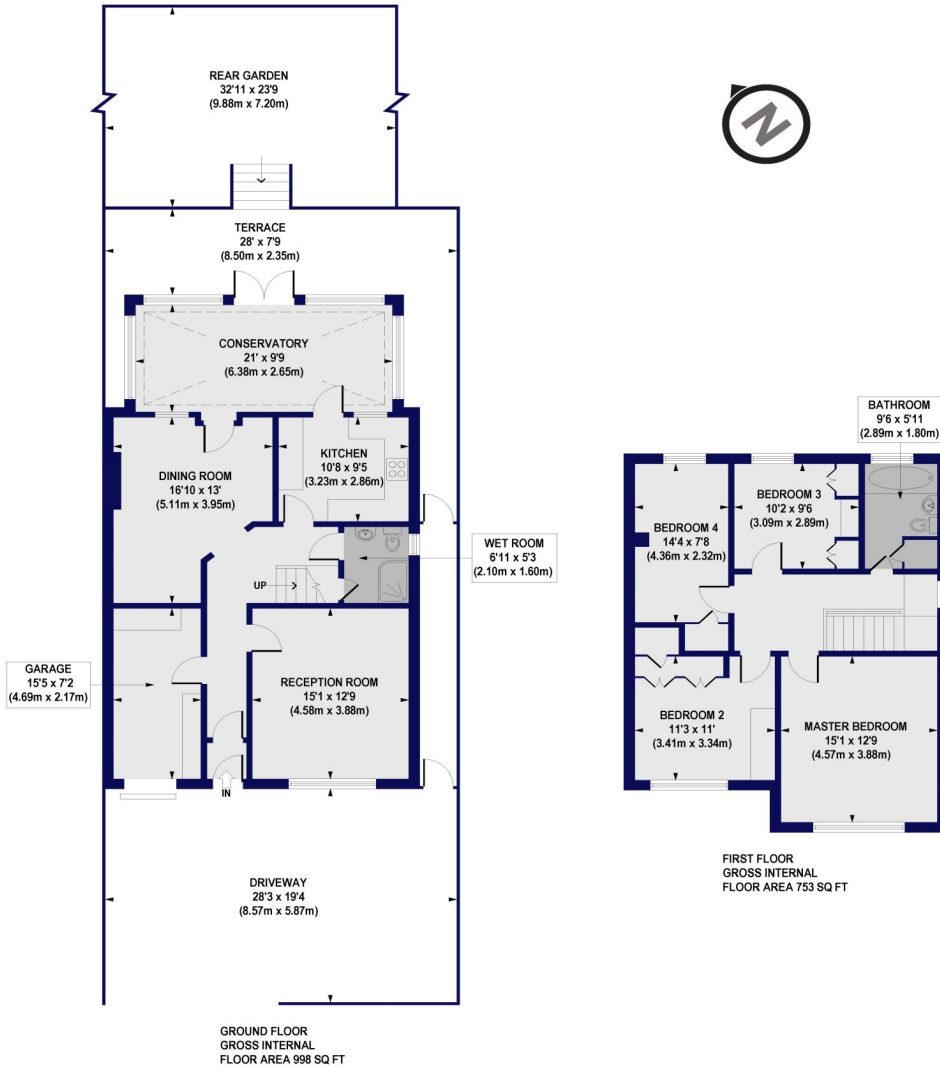 REAR GARDEN
32'11 x 23'9
(9.88m x 7.20m)
N
TERRACE
28' x 7'9
(8.50m x 2.35m)
CONSERVATORY
21' x 9'9
(6.38m x 2.65m)
KITCHEN
10'8 x 9'5
(3.23m x 2.86m)
DINING ROOM
16'10 x 13'
(5.11m x 3.95m)
WET ROOM
6'11 x 5'3
(2.10m x 1.60m)
UP
GARAGE
15'5 x 7'2
(4.69m x 2.17m)
RECEPTION ROOM
15'1 x 12'9
(4.58m x 3.88m)
IN
DRIVEWAY
28'3 x 19'4
(8.57m x 5.87m)
GROUND FLOOR
GROSS INTERNAL
FLOOR AREA 998 SQ FT
BATHROOM
9'6 x 5'11
(2.89m x 1.80m)
BEDROOM 3
10'2 x 9'6
(3.09m x 2.89m)
BEDROOM 4
14'4 x 7'8
(4.36m x 2.32m)
BEDROOM 2
11'3 x 11'
(3.41m x 3.34m)
MASTER BEDROOM
15'1 x 12'9
(4.57m x 3.88m)
FIRST FLOOR
GROSS INTERNAL
FLOOR AREA 753 SQ FT